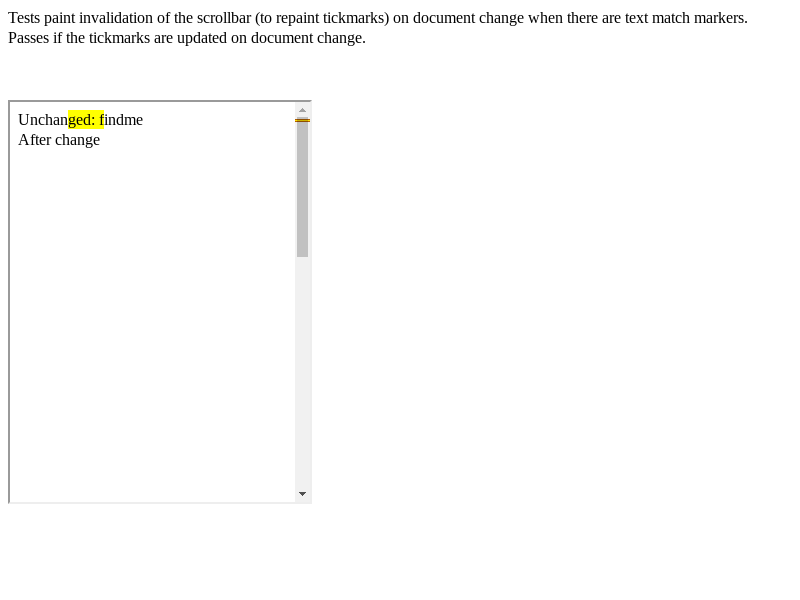 Tests paint invalidation of the scrollbar (to repaint tickmarks) on document change when there are text match markers.
Passes if the tickmarks are updated on document change.
Unchanged: findme
After change